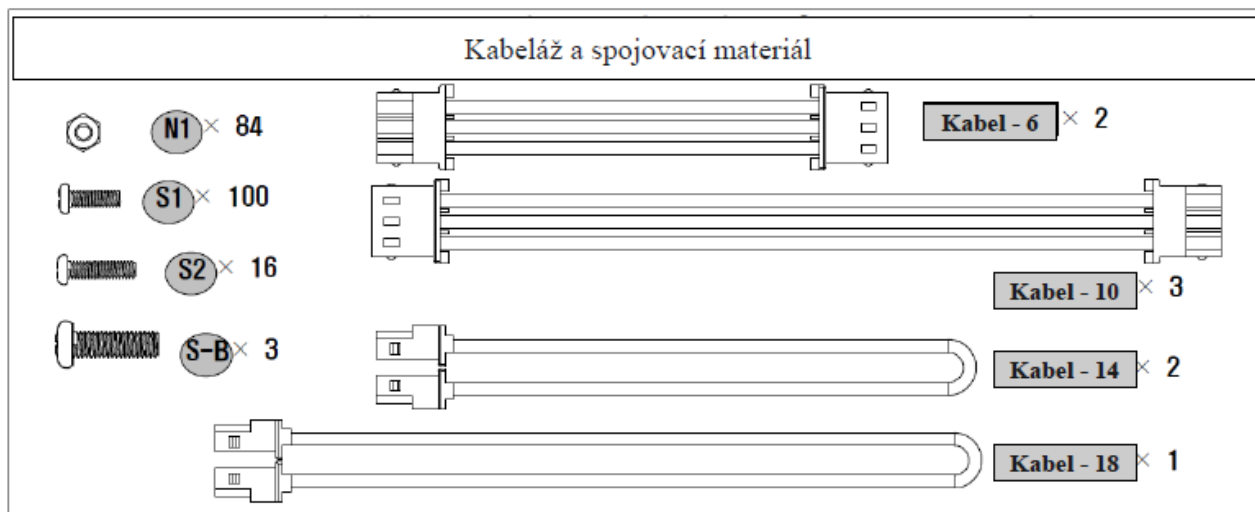 Kabeláž a spojovací materiál
N1 × 84
Kabel - 6 × 2
S1 × 100
S2 × 16
Kabel - 10 × 3
S-B × 3
Kabel - 14 × 2
Kabel - 18 × 1